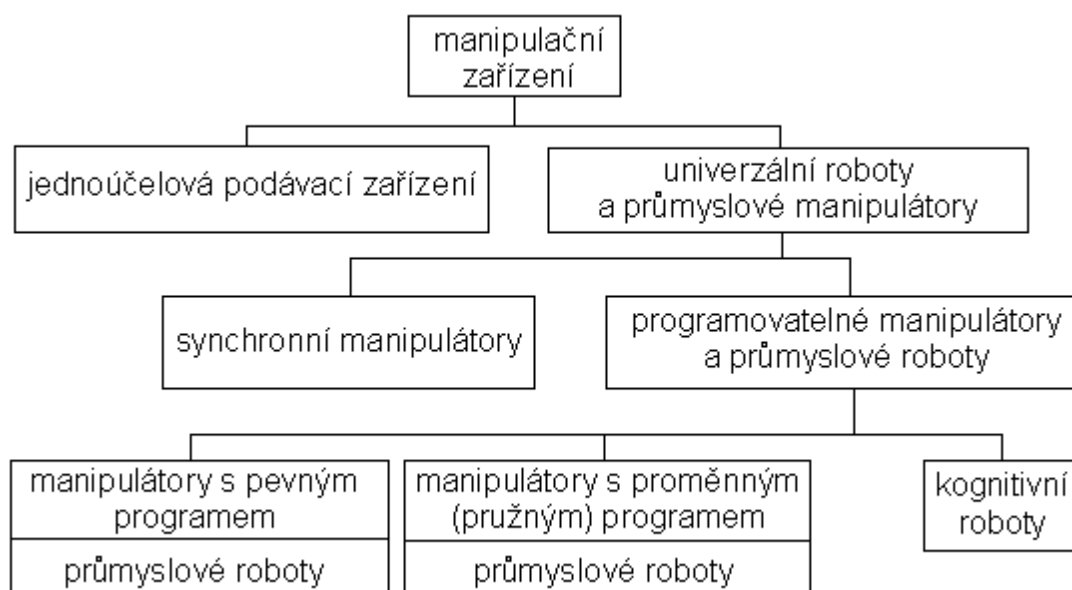 manipulační
zařízení
jednoúčelová podávací zařízení
univerzální roboty
a průmyslové manipulátory
synchronní manipulátory
programovatelné manipulátory
a průmyslové roboty
manipulátory s pevným
programem
průmyslové roboty
manipulátory s proměnným
(pružným) programem
průmyslové roboty
kognitivní
roboty